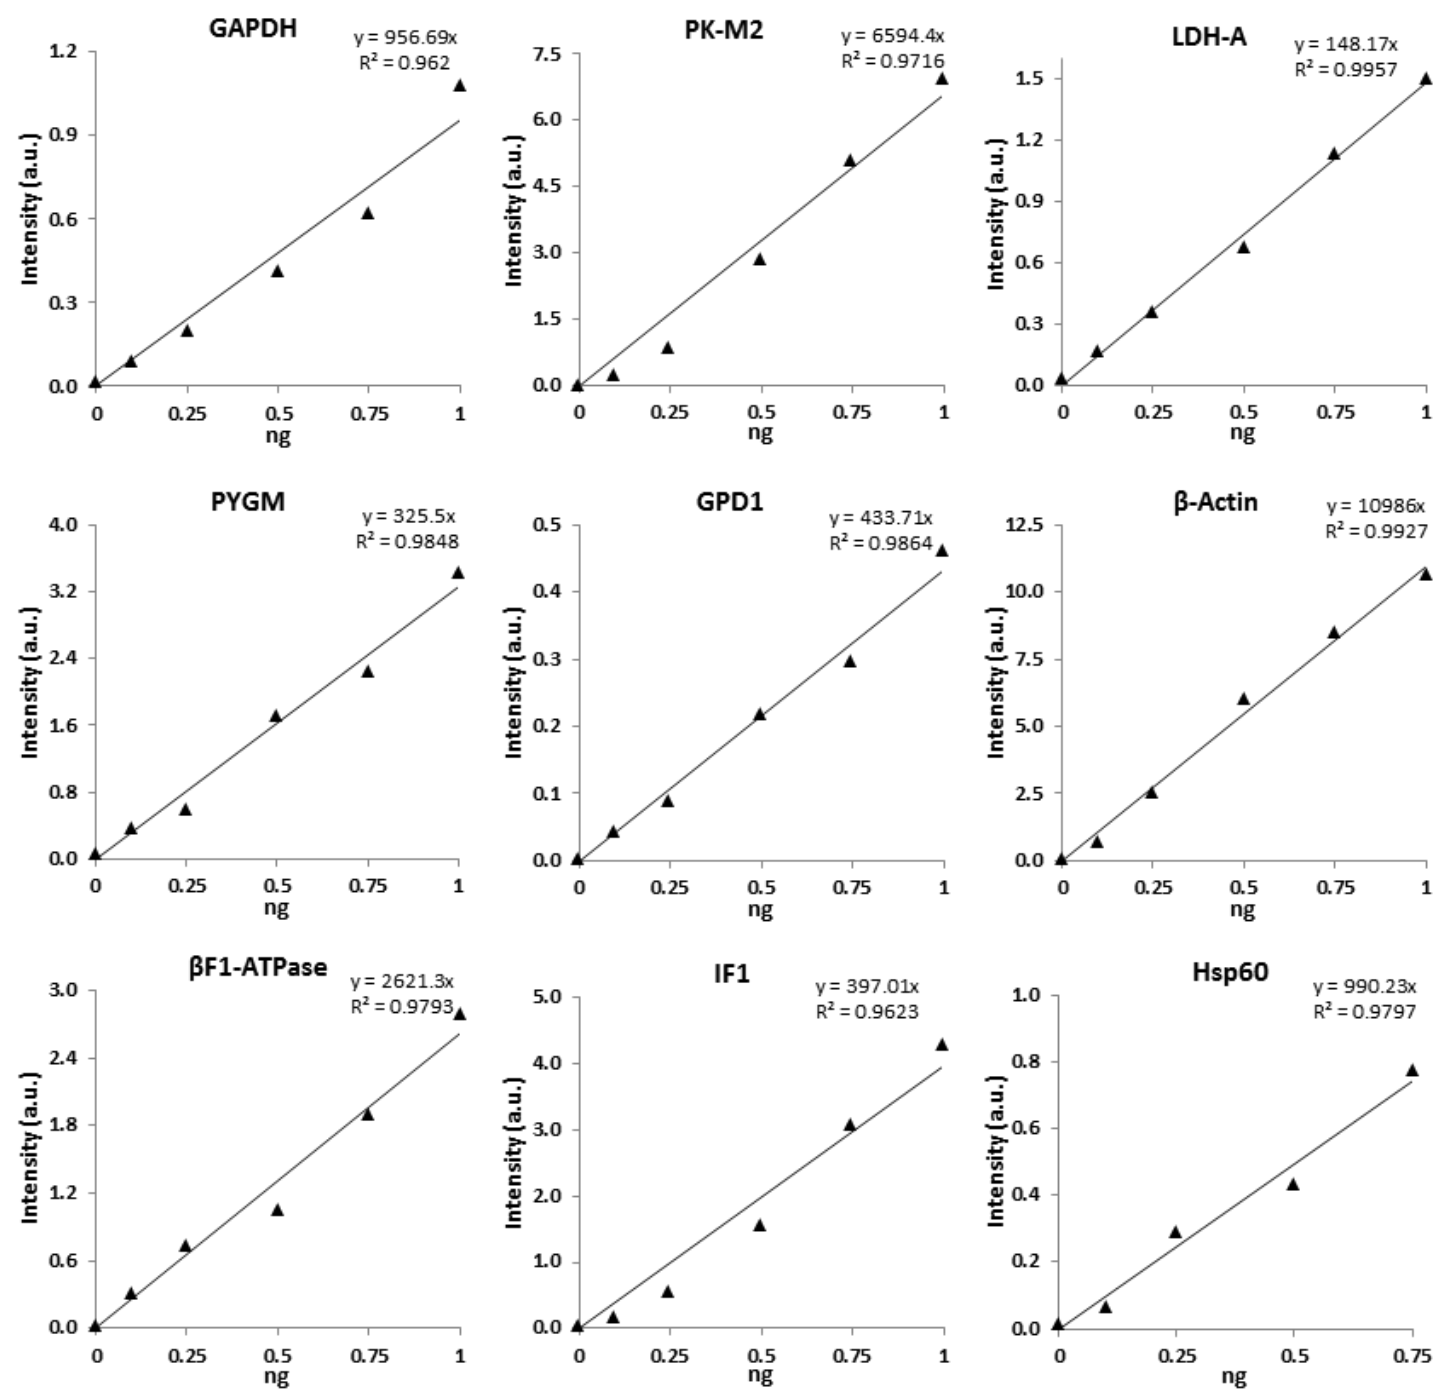 GAPDH
y = 956.69x
R² = 0.962
1.2
0.9
0.6
0.3
0.0
Intensity (a.u.)
0 0.25 0.5 0.75 1
ng
PK-M2
y = 6594.4x
R² = 0.9716
7.5
6.0
4.5
3.0
1.5
0.0
Intensity (a.u.)
0 0.25 0.5 0.75 1
ng
LDH-A
y = 148.17x
R² = 0.9957
1.5
1.2
0.9
0.6
0.3
0.0
Intensity (a.u.)
0 0.25 0.5 0.75 1
ng
PYGM
y = 325.5x
R² = 0.9848
4.0
3.2
2.4
1.6
0.8
0.0
Intensity (a.u.)
0 0.25 0.5 0.75 1
ng
GPD1
y = 433.71x
R² = 0.9864
0.5
0.4
0.3
0.2
0.1
0.0
Intensity (a.u.)
0 0.25 0.5 0.75 1
ng
β-Actin
y = 10986x
R² = 0.9927
12.5
10.0
7.5
5.0
2.5
0.0
Intensity (a.u.)
0 0.25 0.5 0.75 1
ng
βF1-ATPase
y = 2621.3x
R² = 0.9793
3.0
2.4
1.8
1.2
0.6
0.0
Intensity (a.u.)
0 0.25 0.5 0.75 1
ng
IF1
y = 397.01x
R² = 0.9623
5.0
4.0
3.0
2.0
1.0
0.0
Intensity (a.u.)
0 0.25 0.5 0.75 1
ng
Hsp60
y = 990.23x
R² = 0.9797
1.0
0.8
0.6
0.4
0.2
0.0
Intensity (a.u.)
0 0.25 0.5 0.75
ng